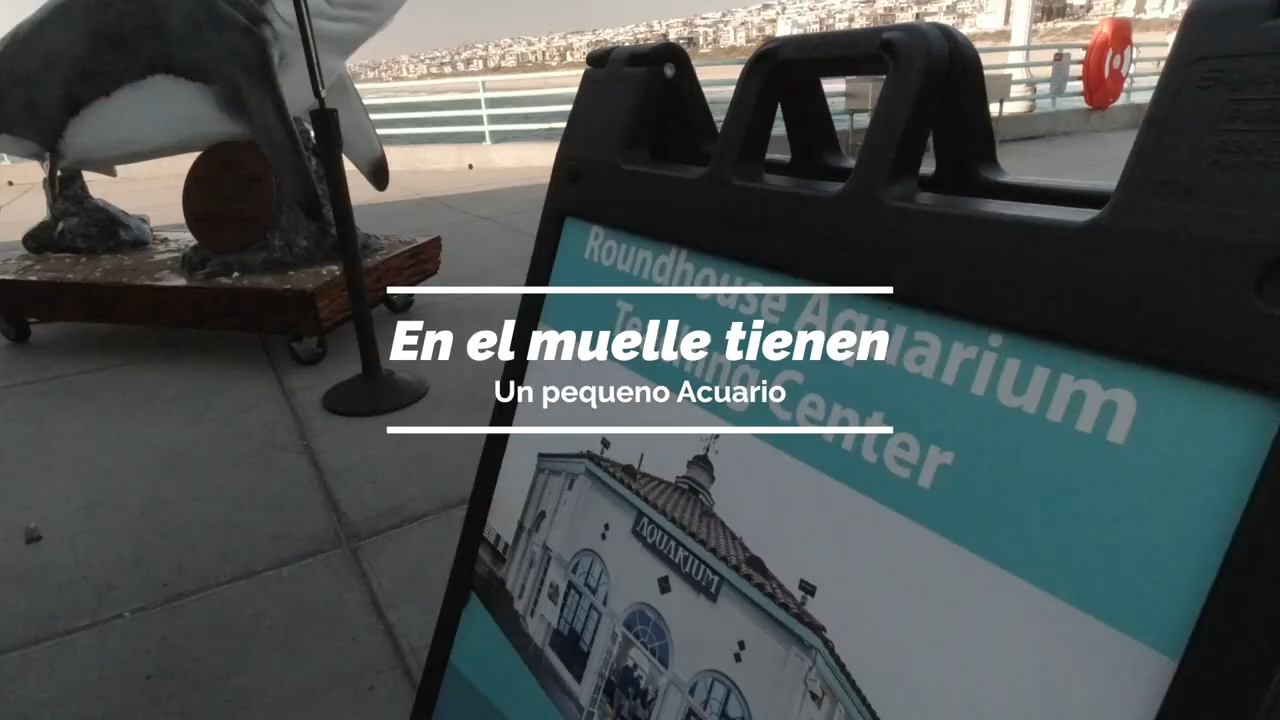 Roundhouse Aquarium
Teaching Center
En el muelle tienen
Un pequeno Acuario
AQUARIUM